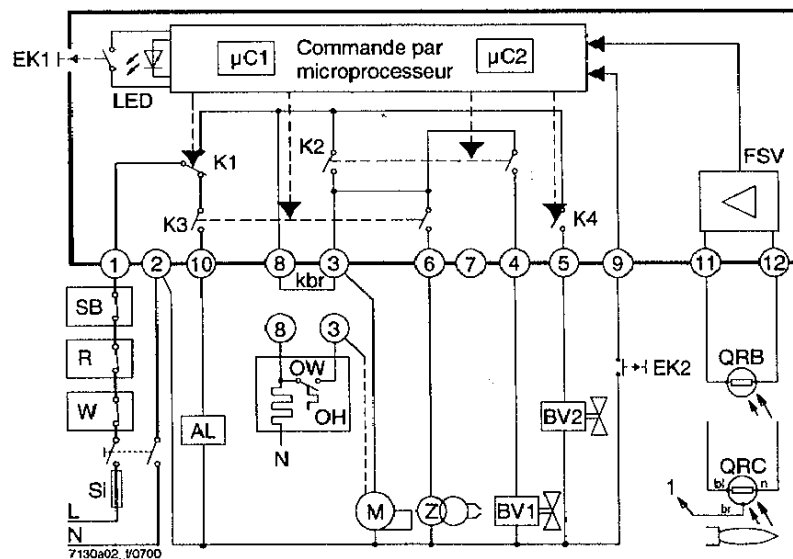 µC1 Commande par microprocesseur µC2
EK1
LED
FSV
K1
K2
K3
K4
1 2 10 8 3 6 7 4 5 9 11 12
kbr
SB
8 3
QRB
R
OW
EK2
OH
W
AL
BV2
N
QRC
bl n
Si
1
br
L
M
Z
BV1
N
7130a02, f/0700